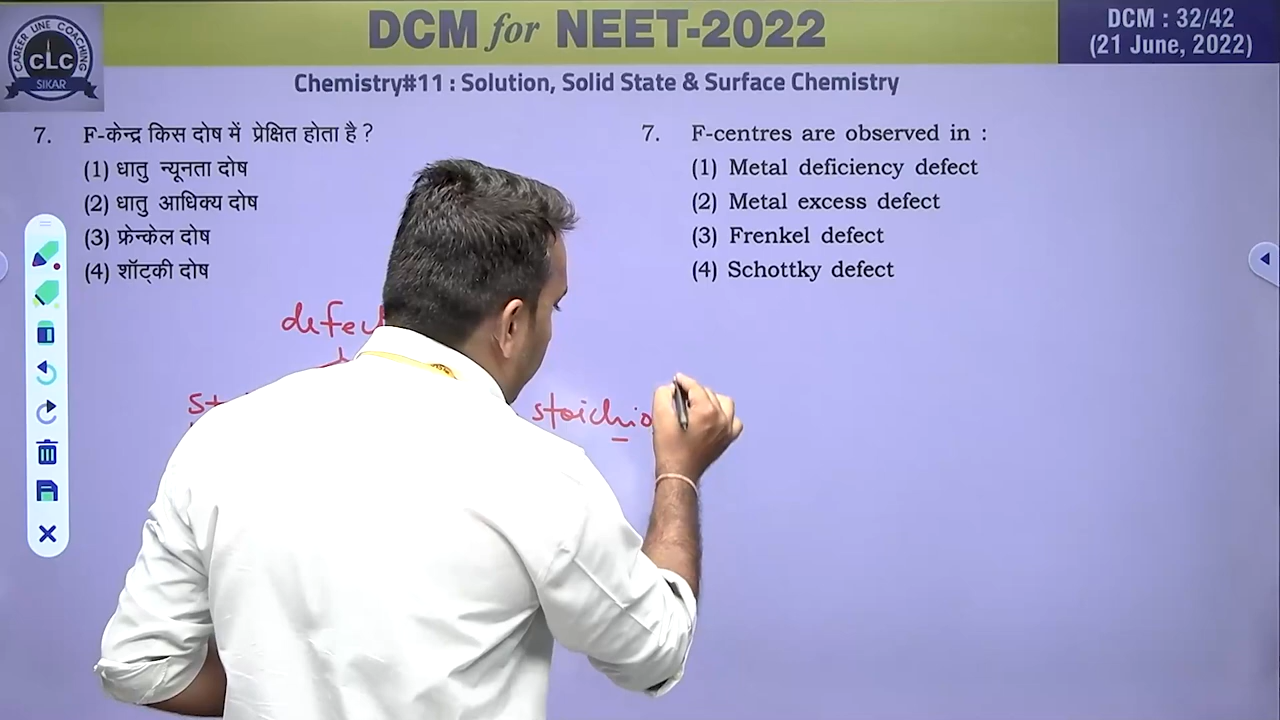 DCM for NEET-2022
DCM : 32/42
(21 June, 2022)
CAREER LINE COACHING
CLC
SIKAR
Chemistry#11 : Solution, Solid State & Surface Chemistry
7. F-केन्द्र किस दोष में प्रेक्षित होता है ?
(1) धातु न्यूनता दोष
(2) धातु आधिक्य दोष
(3) फ्रेन्केल दोष
(4) शॉट्की दोष
7. F-centres are observed in :
(1) Metal deficiency defect
(2) Metal excess defect
(3) Frenkel defect
(4) Schottky defect
defec
st stoichio